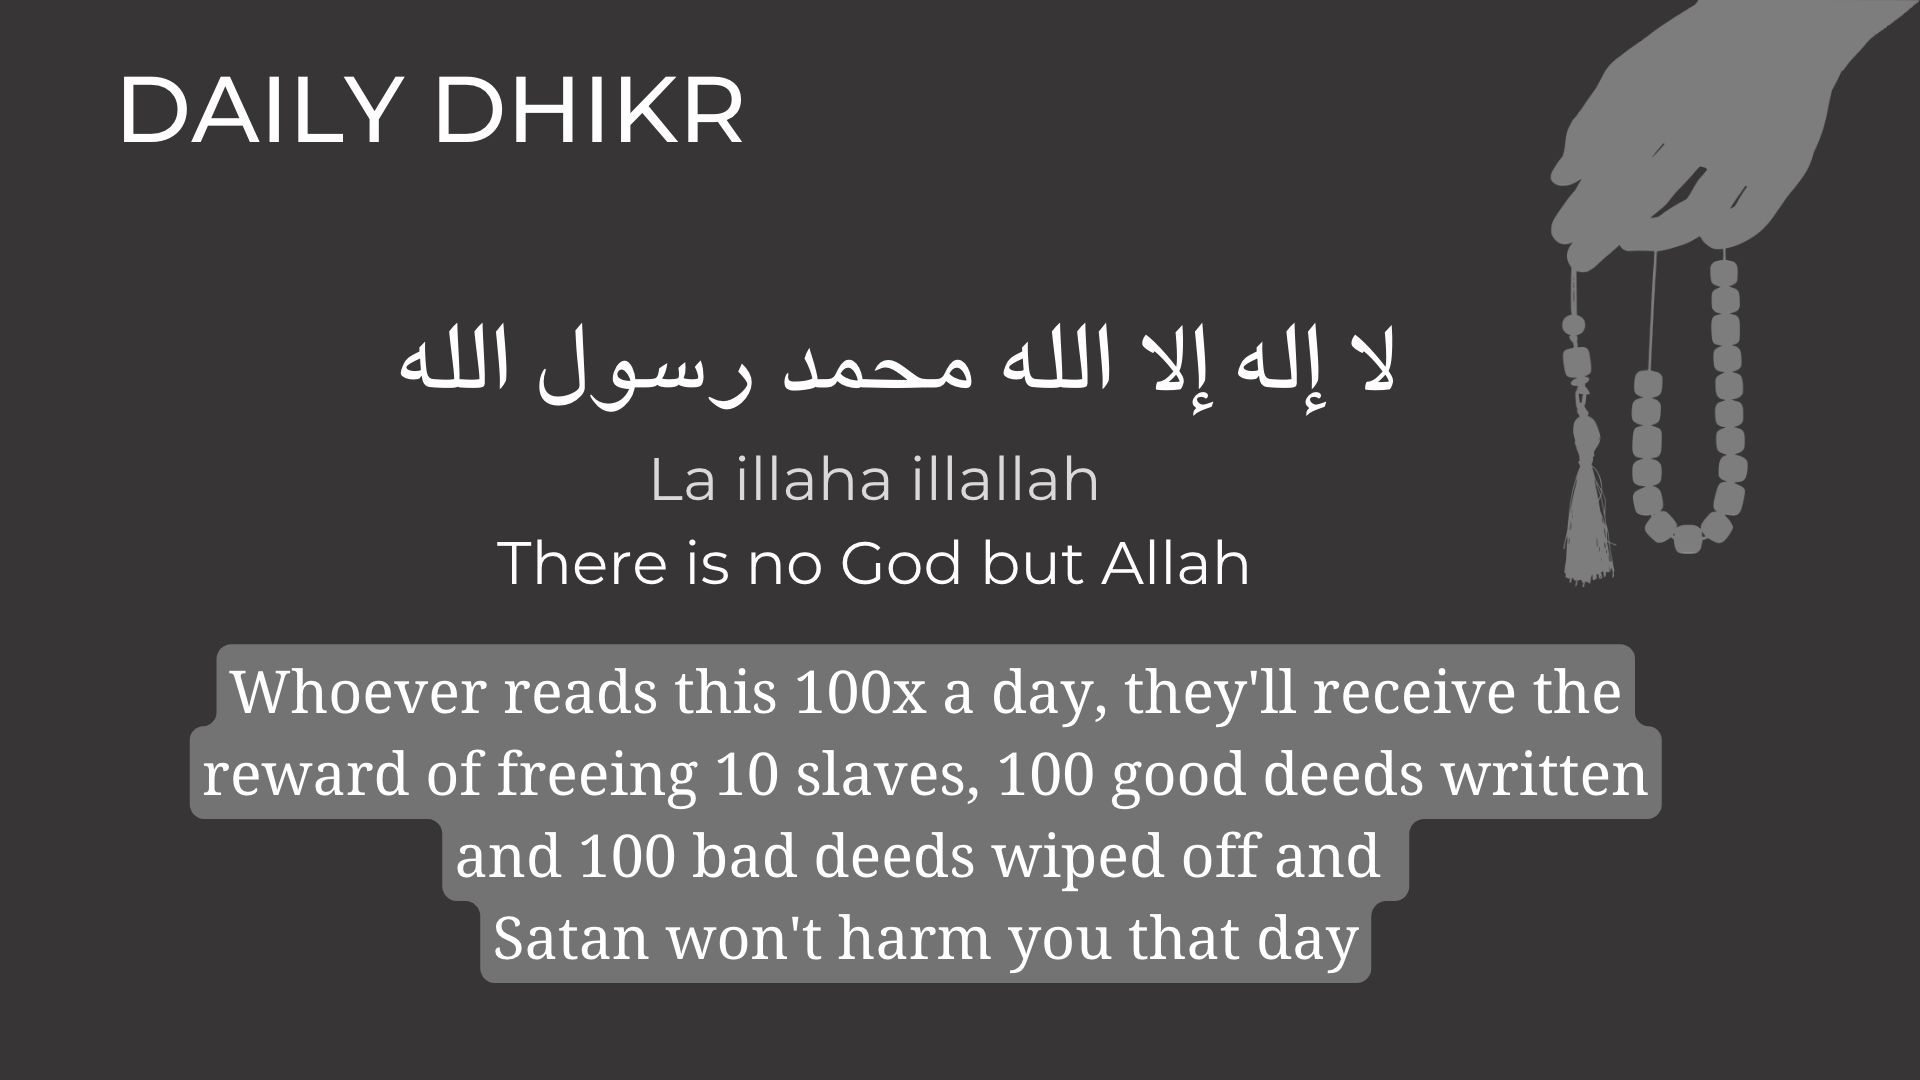 DAILY DHIKR
لا إله إلا الله محمد رسول الله
La illaha illallah
There is no God but Allah
Whoever reads this 100x a day, they'll receive the
reward of freeing 10 slaves, 100 good deeds written
and 100 bad deeds wiped off and
Satan won't harm you that day